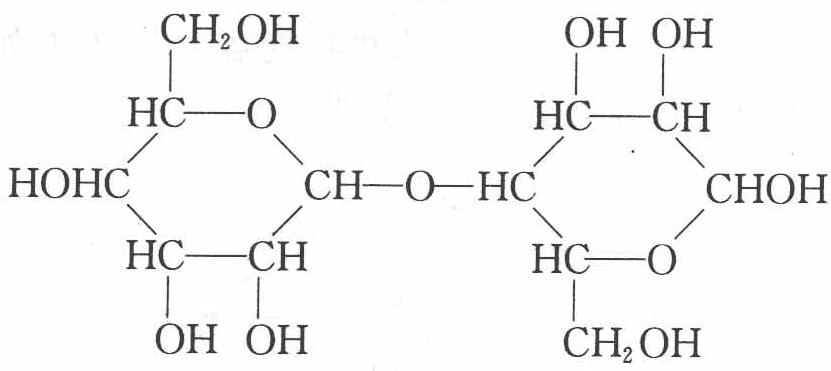 CH₂OH OH OH
HC—O HC—CH
HOHC CH—O—HC CHOH
HC—CH HC—O
OH OH CH₂OH